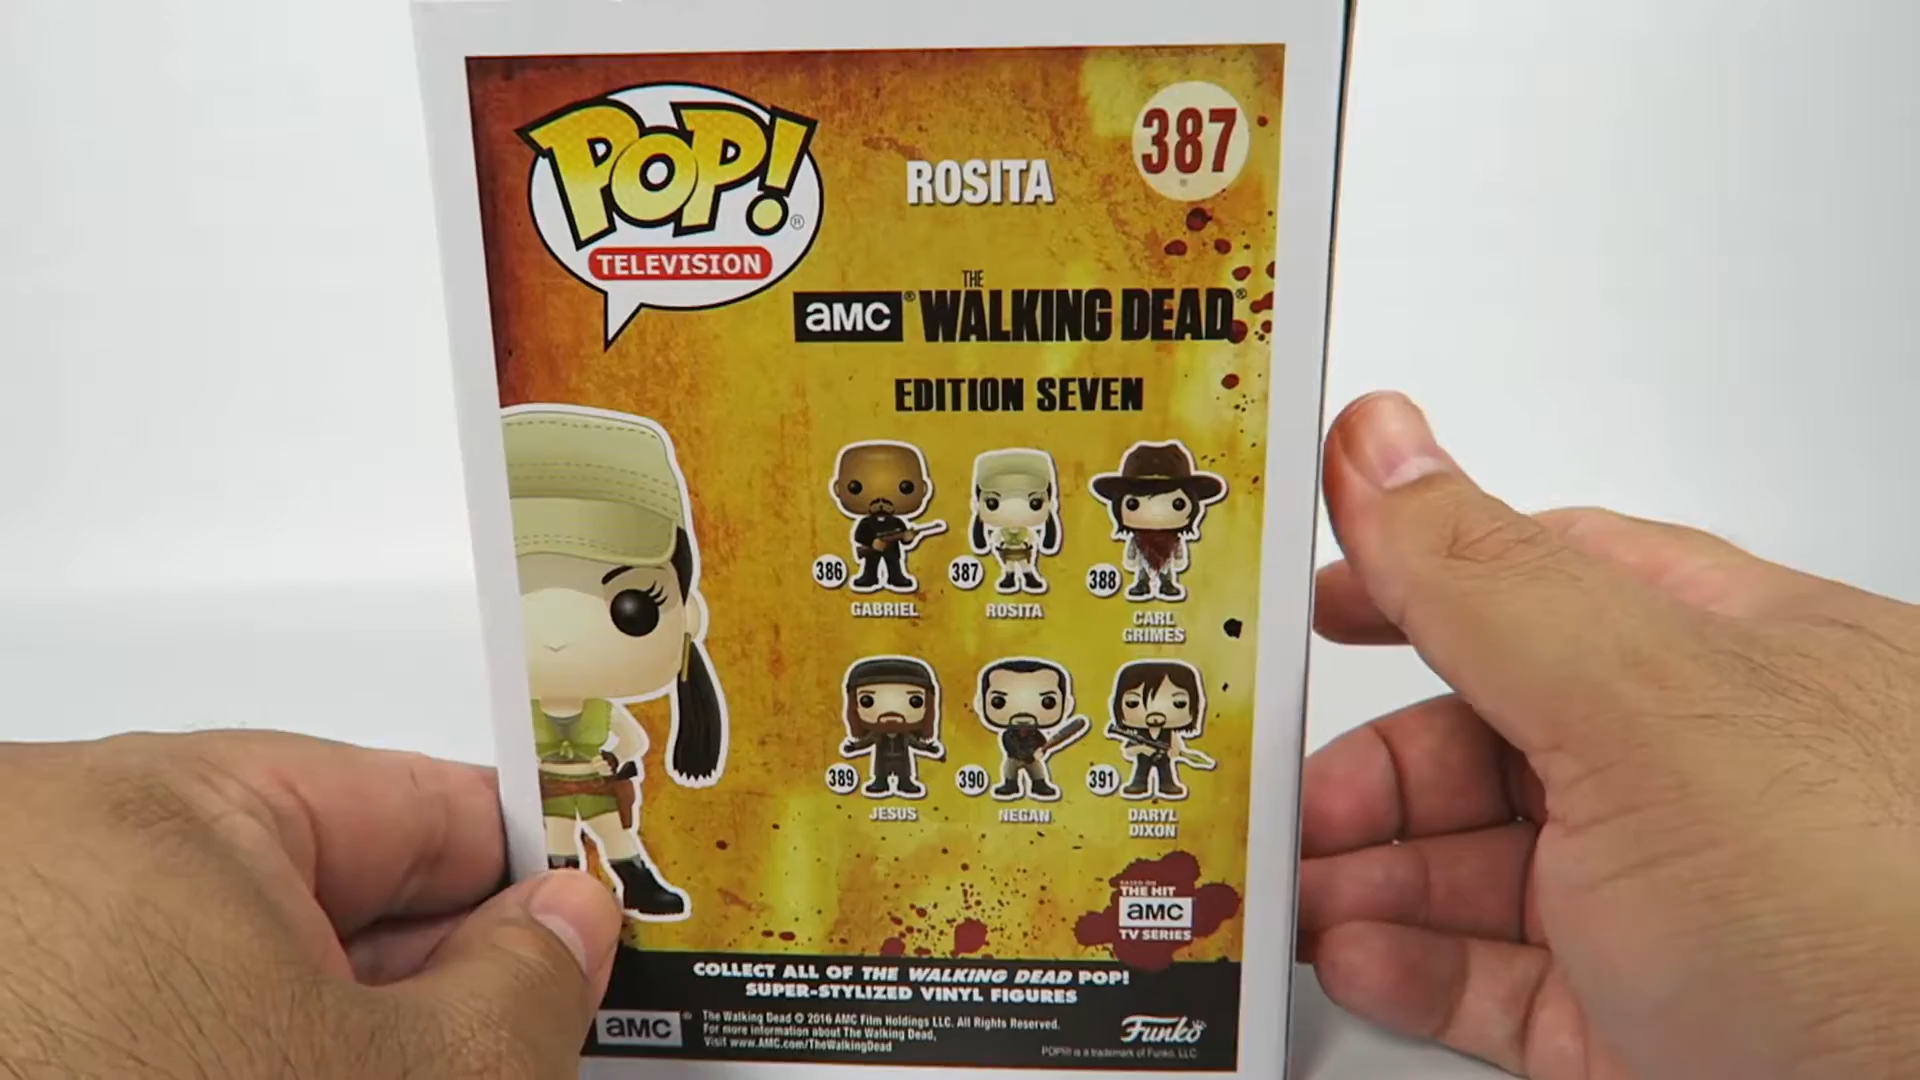 POP!
®
TELEVISION
ROSITA
387
THE
AMC® WALKING DEAD®
EDITION SEVEN
386
GABRIEL
387
ROSITA
388
CARL
GRIMES
389
JESUS
390
NEGAN
391
DARYL
DIXON
BASED ON
THE HIT
AMC
TV SERIES
COLLECT ALL OF THE WALKING DEAD POP!
SUPER-STYLIZED VINYL FIGURES
AMC®
The Walking Dead © 2016 AMC Film Holdings LLC. All Rights Reserved.
For more information about The Walking Dead,
Visit www.AMC.com/TheWalkingDead
Funko
POP!® is a trademark of Funko, LLC